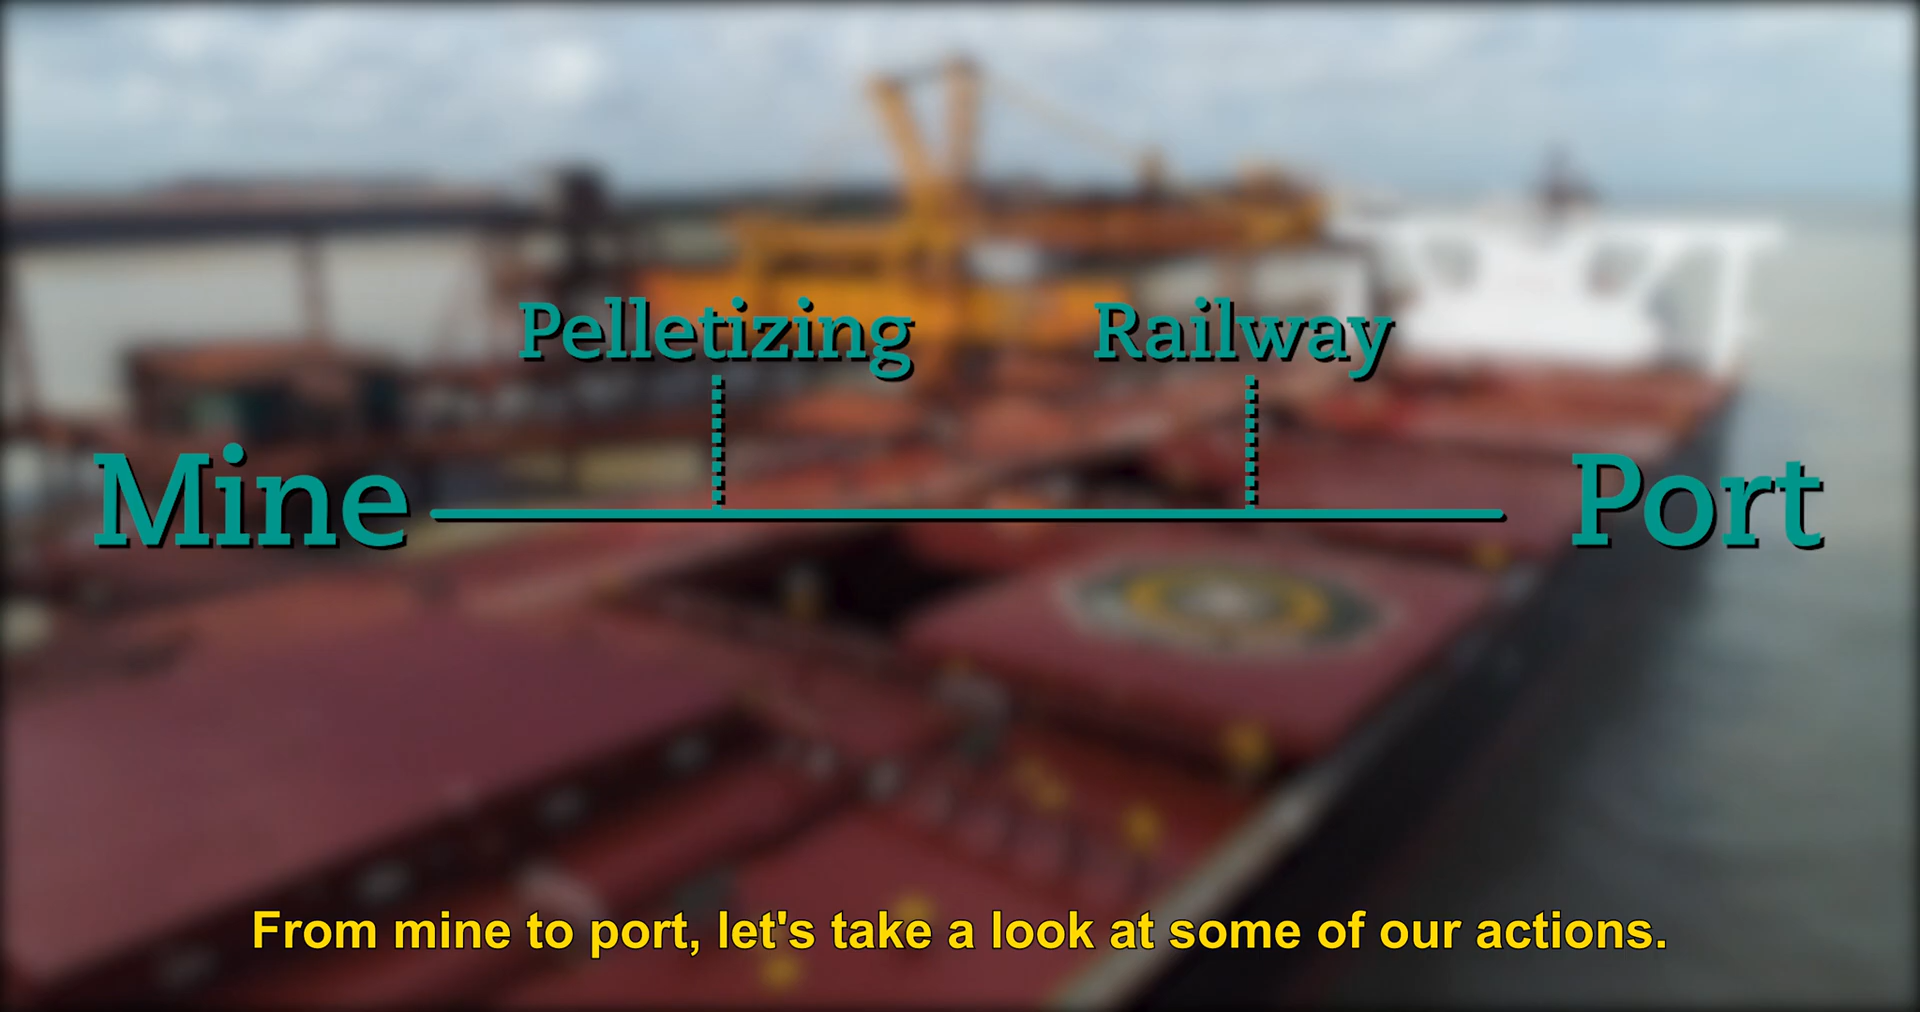 Pelletizing
Railway
Mine
Port
From mine to port, let's take a look at some of our actions.